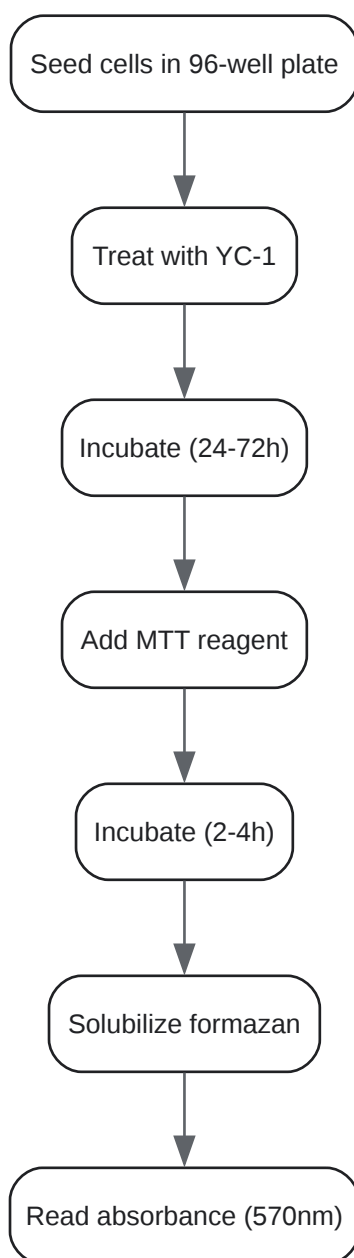 Seed cells in 96-well plate
Treat with YC-1
Incubate (24-72h)
Add MTT reagent
Incubate (2-4h)
Solubilize formazan
Read absorbance (570nm)